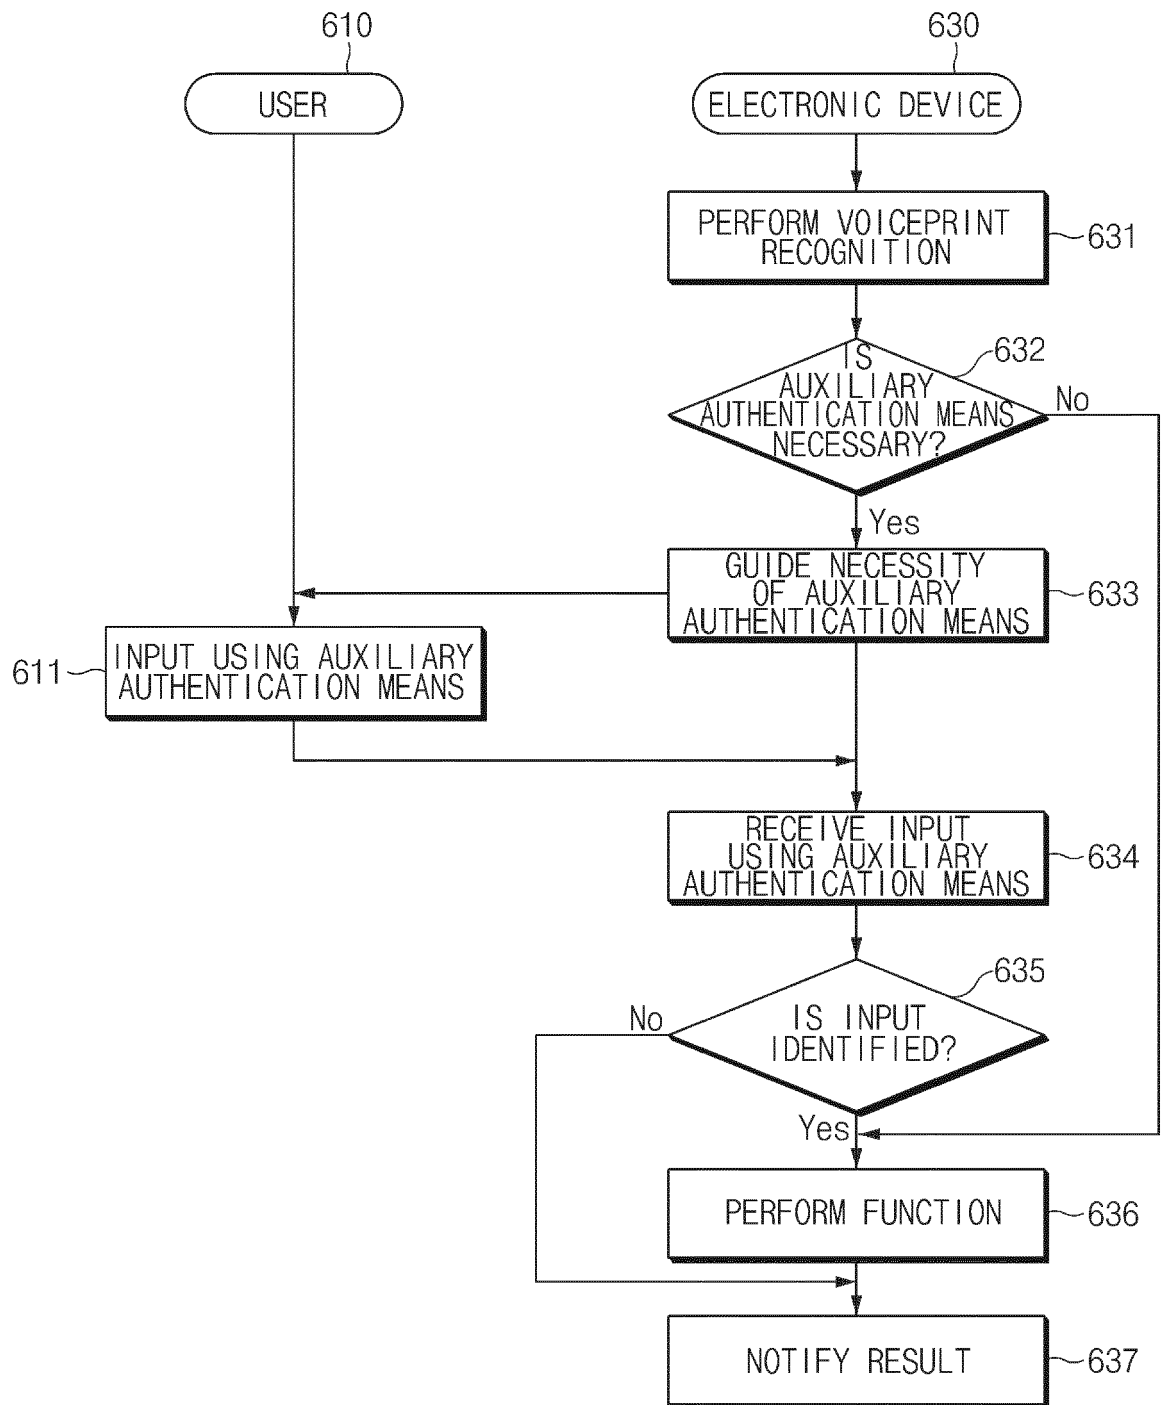 610
630
USER
ELECTRONIC DEVICE
PERFORM VOICEPRINT
RECOGNITION
631
632
IS
AUXILIARY
AUTHENTICATION MEANS
NECESSARY?
No
Yes
GUIDE NECESSITY
OF AUXILIARY
AUTHENTICATION MEANS
633
611
INPUT USING AUXILIARY
AUTHENTICATION MEANS
RECEIVE INPUT
USING AUXILIARY
AUTHENTICATION MEANS
634
635
No
IS INPUT
IDENTIFIED?
Yes
PERFORM FUNCTION
636
NOTIFY RESULT
637